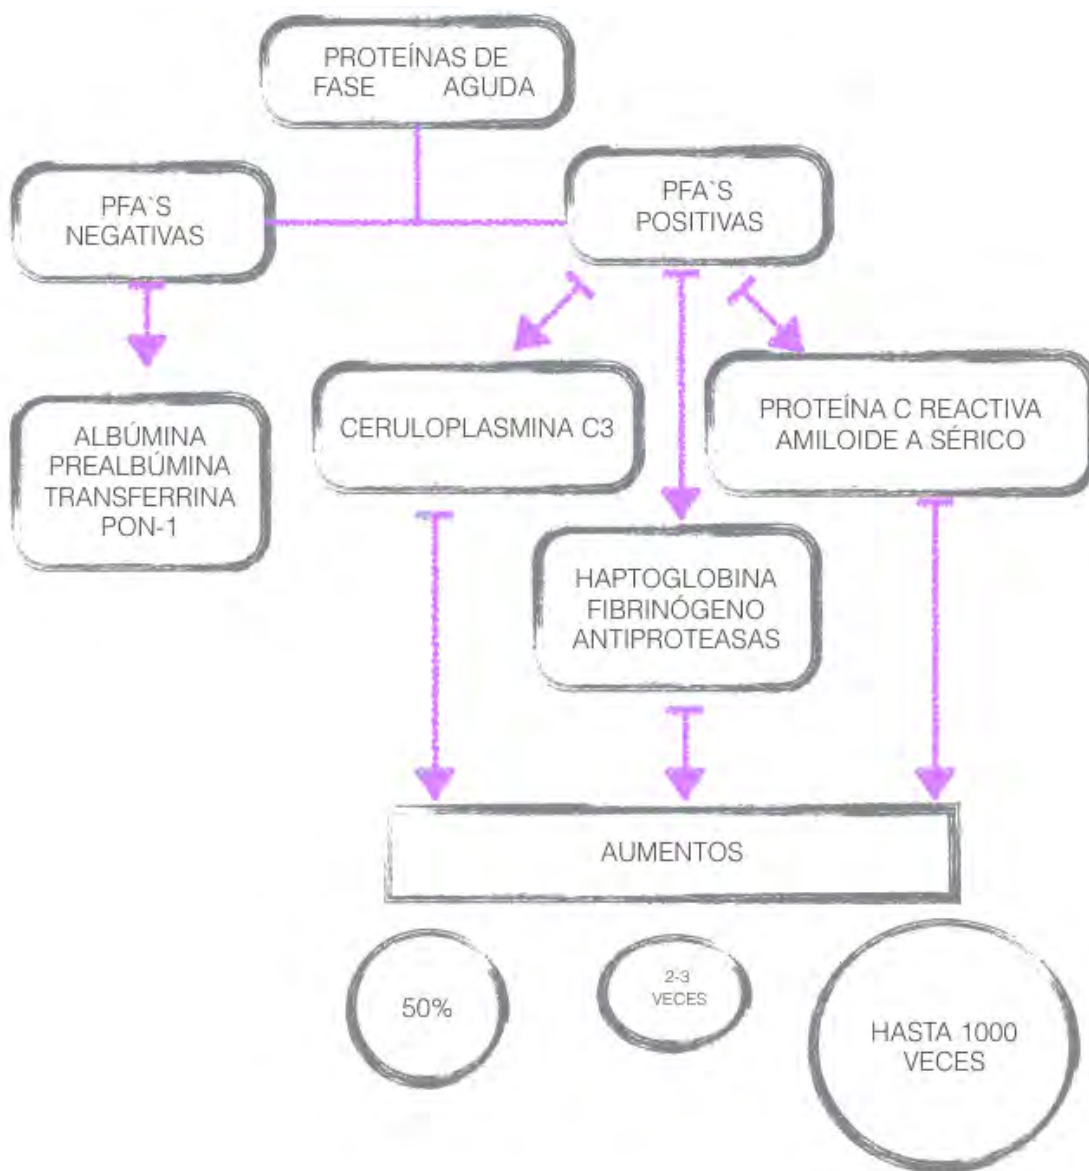 PROTEÍNAS DE
FASE AGUDA
PFA`S
NEGATIVAS
PFA`S
POSITIVAS
ALBÚMINA
PREALBÚMINA
TRANSFERRINA
PON-1
CERULOPLASMINA C3
HAPTOGLOBINA
FIBRINÓGENO
ANTIPROTEASAS
PROTEÍNA C REACTIVA
AMILOIDE A SÉRICO
AUMENTOS
50%
2-3
VECES
HASTA 1000
VECES